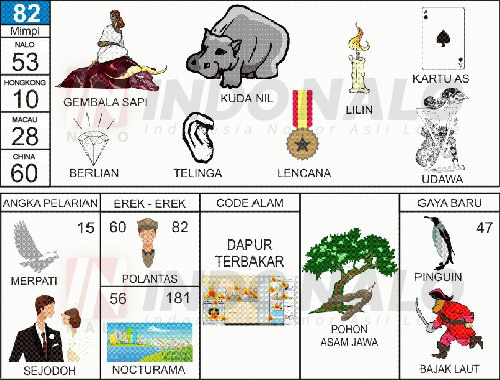 82
Mimpi
NALO
53
HONGKONG
10
MACAU
28
CHINA
60
GEMBALA SAPI
KUDA NIL
LILIN
KARTU AS
BERLIAN
TELINGA
LENCANA
UDAWA
INDONALO
Indonesia Nomor Asli Lo
ANGKA PELARIAN
15
MERPATI
SEJODOH
EREK - EREK
60
82
POLANTAS
56
181
NOCTURAMA
CODE ALAM
DAPUR
TERBAKAR
POHON
ASAM JAWA
GAYA BARU
47
PINGUIN
BAJAK LAUT